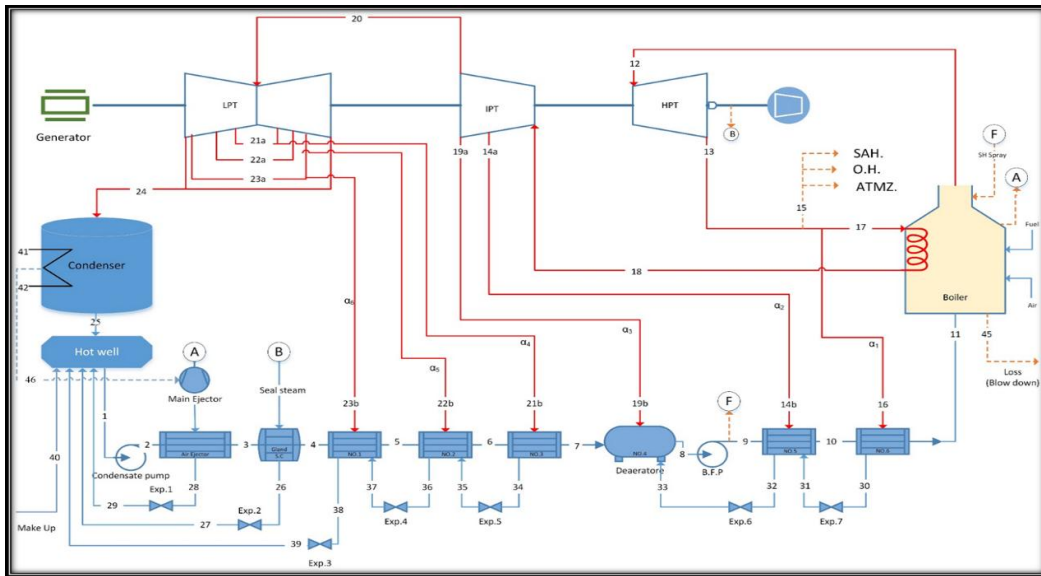 20
12
LPT
IPT
HPT
Generator
B
F
SH Spray
A
21a
22a
23a
19a
14a
13
SAH.
O.H.
ATMZ.
15
24
17
Fuel
41
42
Condenser
18
Air
Boiler
α₆
α₅
α₄
α₃
α₂
α₁
25
Hot well
A
B
11
45
Loss
(Blow down)
46
Main Ejector
Seal steam
23b
22b
21b
19b
F
14b
16
1
2
Air Ejector
3
Gland
S.C
4
NO.1
5
NO.2
6
NO.3
7
NO.4
8
9
NO.5
10
NO.6
Condensate pump
Deaeratore
B.F.P
40
29
Exp.1
28
26
38
37
36
35
34
33
32
31
30
Make Up
27
Exp.2
Exp.4
Exp.5
Exp.6
Exp.7
39
Exp.3